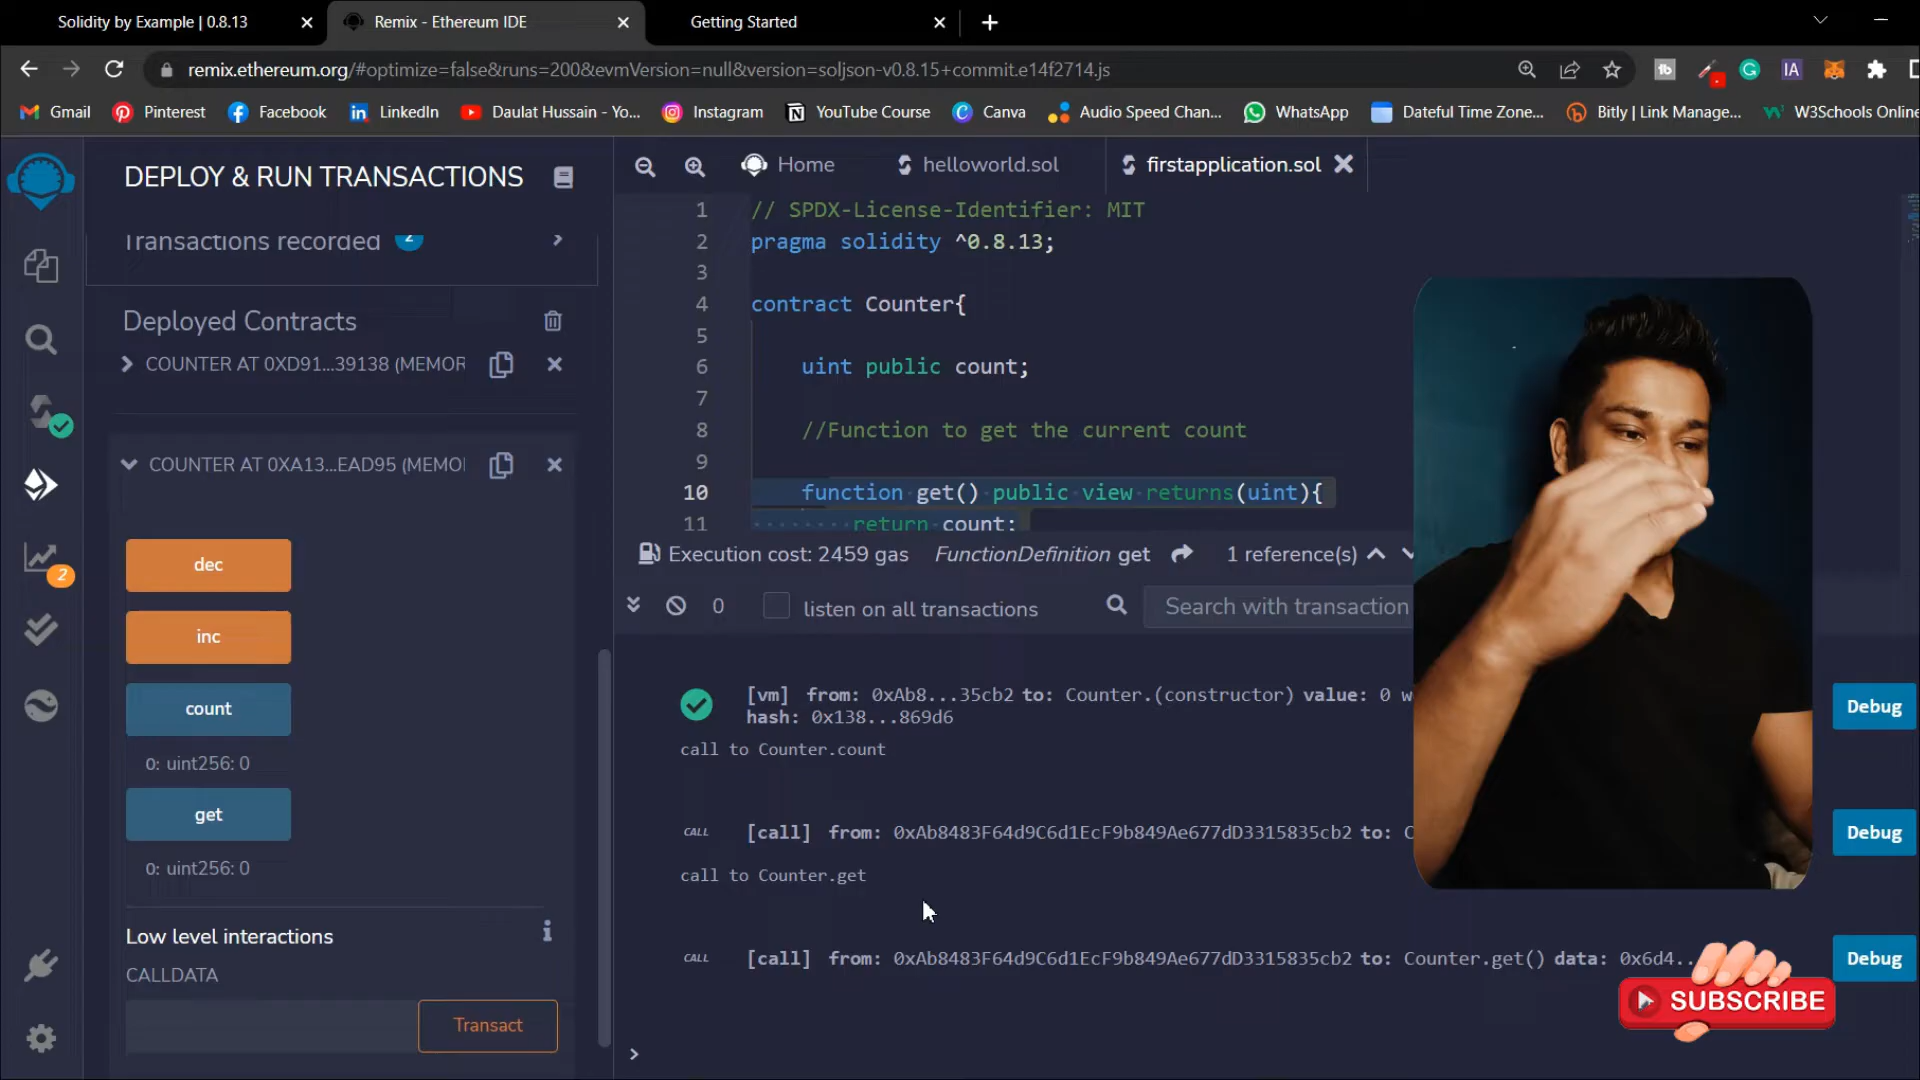 Solidity by Example | 0.8.13
Remix - Ethereum IDE
Getting Started
remix.ethereum.org/#optimize=false&runs=200&evmVersion=null&version=soljson-v0.8.15+commit.e14f2714.js
Gmail
Pinterest
Facebook
LinkedIn
Daulat Hussain - Yo...
Instagram
YouTube Course
Canva
Audio Speed Chan...
WhatsApp
Dateful Time Zone...
Bitly | Link Manage...
W3Schools Online
DEPLOY & RUN TRANSACTIONS
Transactions recorded 2
Deployed Contracts
COUNTER AT 0XD91...39138 (MEMOR
COUNTER AT 0XA13...EAD95 (MEMOI
dec
inc
count
0: uint256: 0
get
0: uint256: 0
Low level interactions
CALLDATA
Transact
2
Home
helloworld.sol
firstapplication.sol
1 // SPDX-License-Identifier: MIT
2 pragma solidity ^0.8.13;
3
4 contract Counter{
5
6 uint public count;
7
8 //Function to get the current count
9
10 function get() public view returns(uint){
11 return count;
Execution cost: 2459 gas FunctionDefinition get 1 reference(s)
0 listen on all transactions Search with transaction
[vm] from: 0xAb8...35cb2 to: Counter.(constructor) value: 0 w
hash: 0x138...869d6
Debug
call to Counter.count
CALL [call] from: 0xAb8483F64d9C6d1EcF9b849Ae677dD3315835cb2 to: C
Debug
call to Counter.get
CALL [call] from: 0xAb8483F64d9C6d1EcF9b849Ae677dD3315835cb2 to: Counter.get() data: 0x6d4..
Debug
SUBSCRIBE